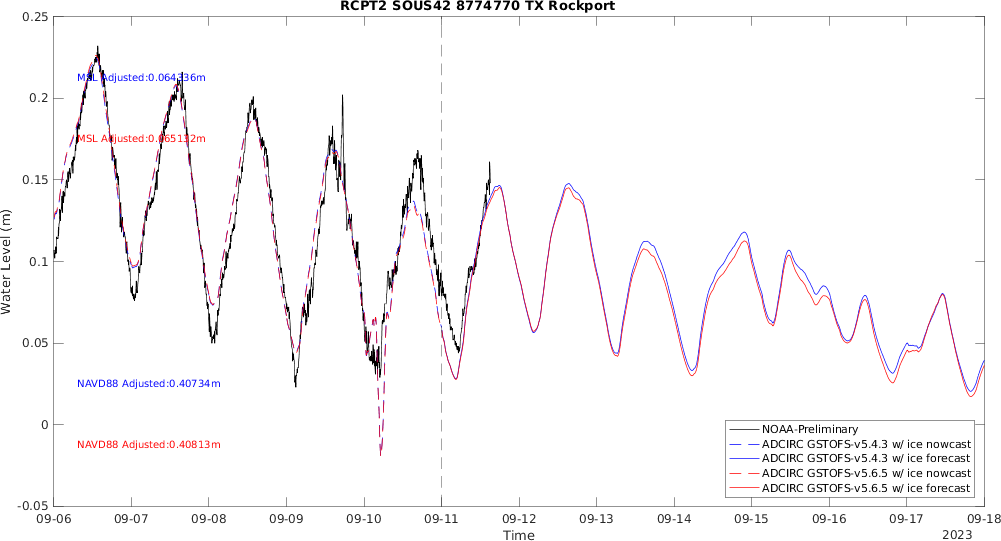 RCPT2 SOUS42 8774770 TX Rockport
0.25
0.2
0.15
0.1
0.05
0
-0.05
Water Level (m)
MSL Adjusted:0.064336m
MSL Adjusted:0.065192m
NAVD88 Adjusted:0.40734m
NAVD88 Adjusted:0.40813m
NOAA-Preliminary
ADCIRC GSTOFS-v5.4.3 w/ ice nowcast
ADCIRC GSTOFS-v5.4.3 w/ ice forecast
ADCIRC GSTOFS-v5.6.5 w/ ice nowcast
ADCIRC GSTOFS-v5.6.5 w/ ice forecast
09-06 09-07 09-08 09-09 09-10 09-11 09-12 09-13 09-14 09-15 09-16 09-17 09-18
Time
2023